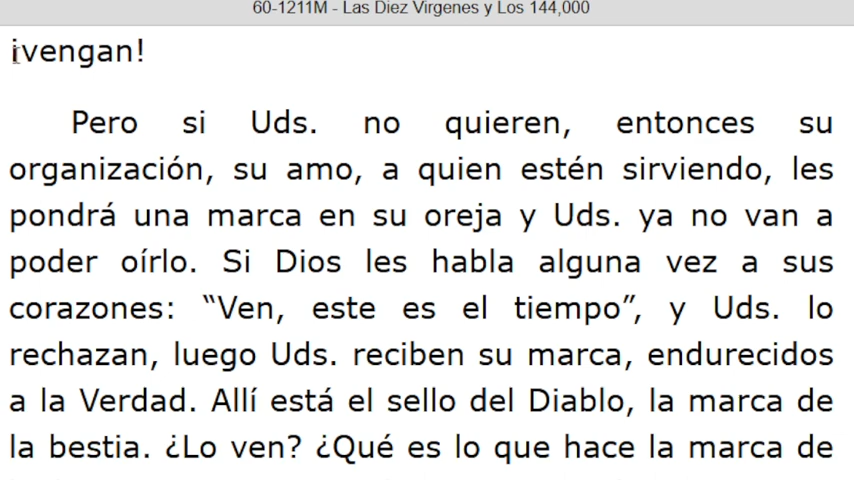 60-1211M - Las Diez Virgenes y Los 144,000
¡vengan!
Pero si Uds. no quieren, entonces su
organización, su amo, a quien estén sirviendo, les
pondrá una marca en su oreja y Uds. ya no van a
poder oírlo. Si Dios les habla alguna vez a sus
corazones: “Ven, este es el tiempo”, y Uds. lo
rechazan, luego Uds. reciben su marca, endurecidos
a la Verdad. Allí está el sello del Diablo, la marca de
la bestia. ¿Lo ven? ¿Qué es lo que hace la marca de